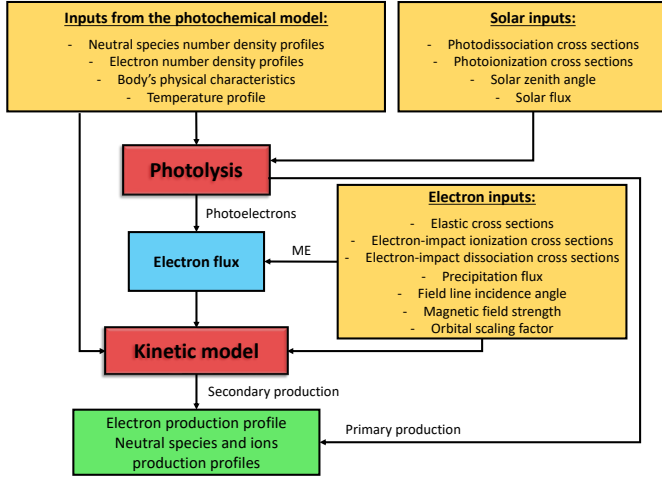 Inputs from the photochemical model:
- Neutral species number density profiles
- Electron number density profiles
- Body's physical characteristics
- Temperature profile
Solar inputs:
- Photodissociation cross sections
- Photoionization cross sections
- Solar zenith angle
- Solar flux
Photolysis
Photoelectrons
Electron inputs:
- Elastic cross sections
- Electron-impact ionization cross sections
- Electron-impact dissociation cross sections
- Precipitation flux
- Field line incidence angle
- Magnetic field strength
- Orbital scaling factor
ME
Electron flux
Kinetic model
Secondary production
Electron production profile
Neutral species and ions
production profiles
Primary production